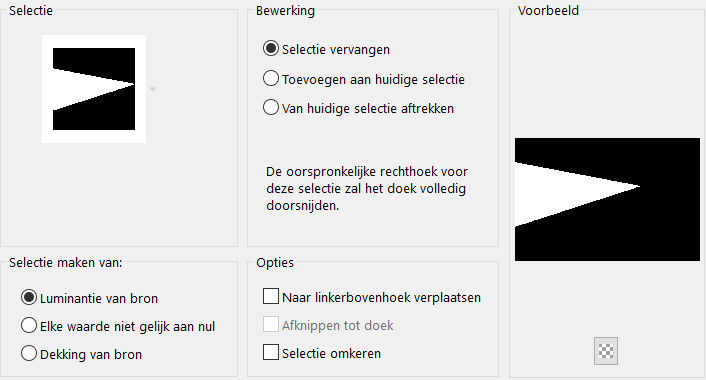 Selectie
Bewerking
Selectie vervangen
Toevoegen aan huidige selectie
Van huidige selectie aftrekken
De oorspronkelijke rechthoek voor
deze selectie zal het doek volledig
doorsnijden.
Voorbeeld
Selectie maken van:
Luminantie van bron
Elke waarde niet gelijk aan nul
Dekking van bron
Opties
Naar linkerbovenhoek verplaatsen
Afknippen tot doek
Selectie omkeren